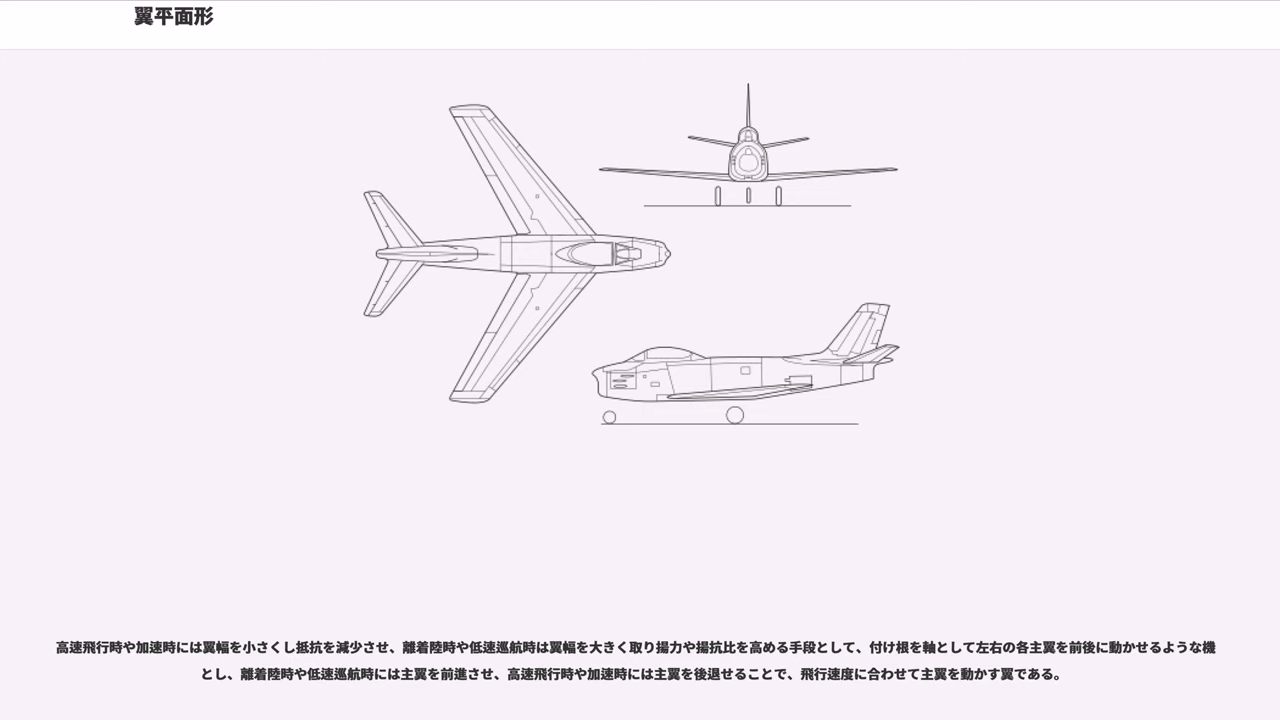 翼平面形
高速飛行時や加速時には翼幅を小さくし抵抗を減少させ、離着陸時や低速巡航時は翼幅を大きく取り揚力や揚抗比を高める手段として、付け根を軸として左右の各主翼を前後に動かせるような機
とし、離着陸時や低速巡航時には主翼を前進させ、高速飛行時や加速時には主翼を後退せることで、飛行速度に合わせて主翼を動かす翼である。